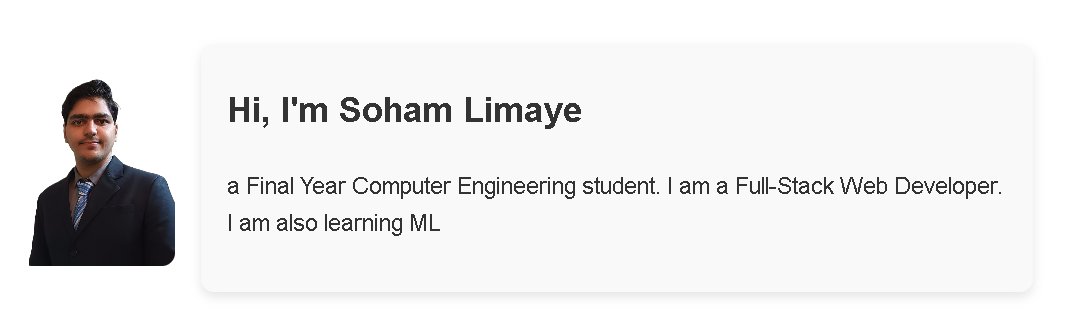 Hi, I'm Soham Limaye
a Final Year Computer Engineering student. I am a Full-Stack Web Developer.
I am also learning ML